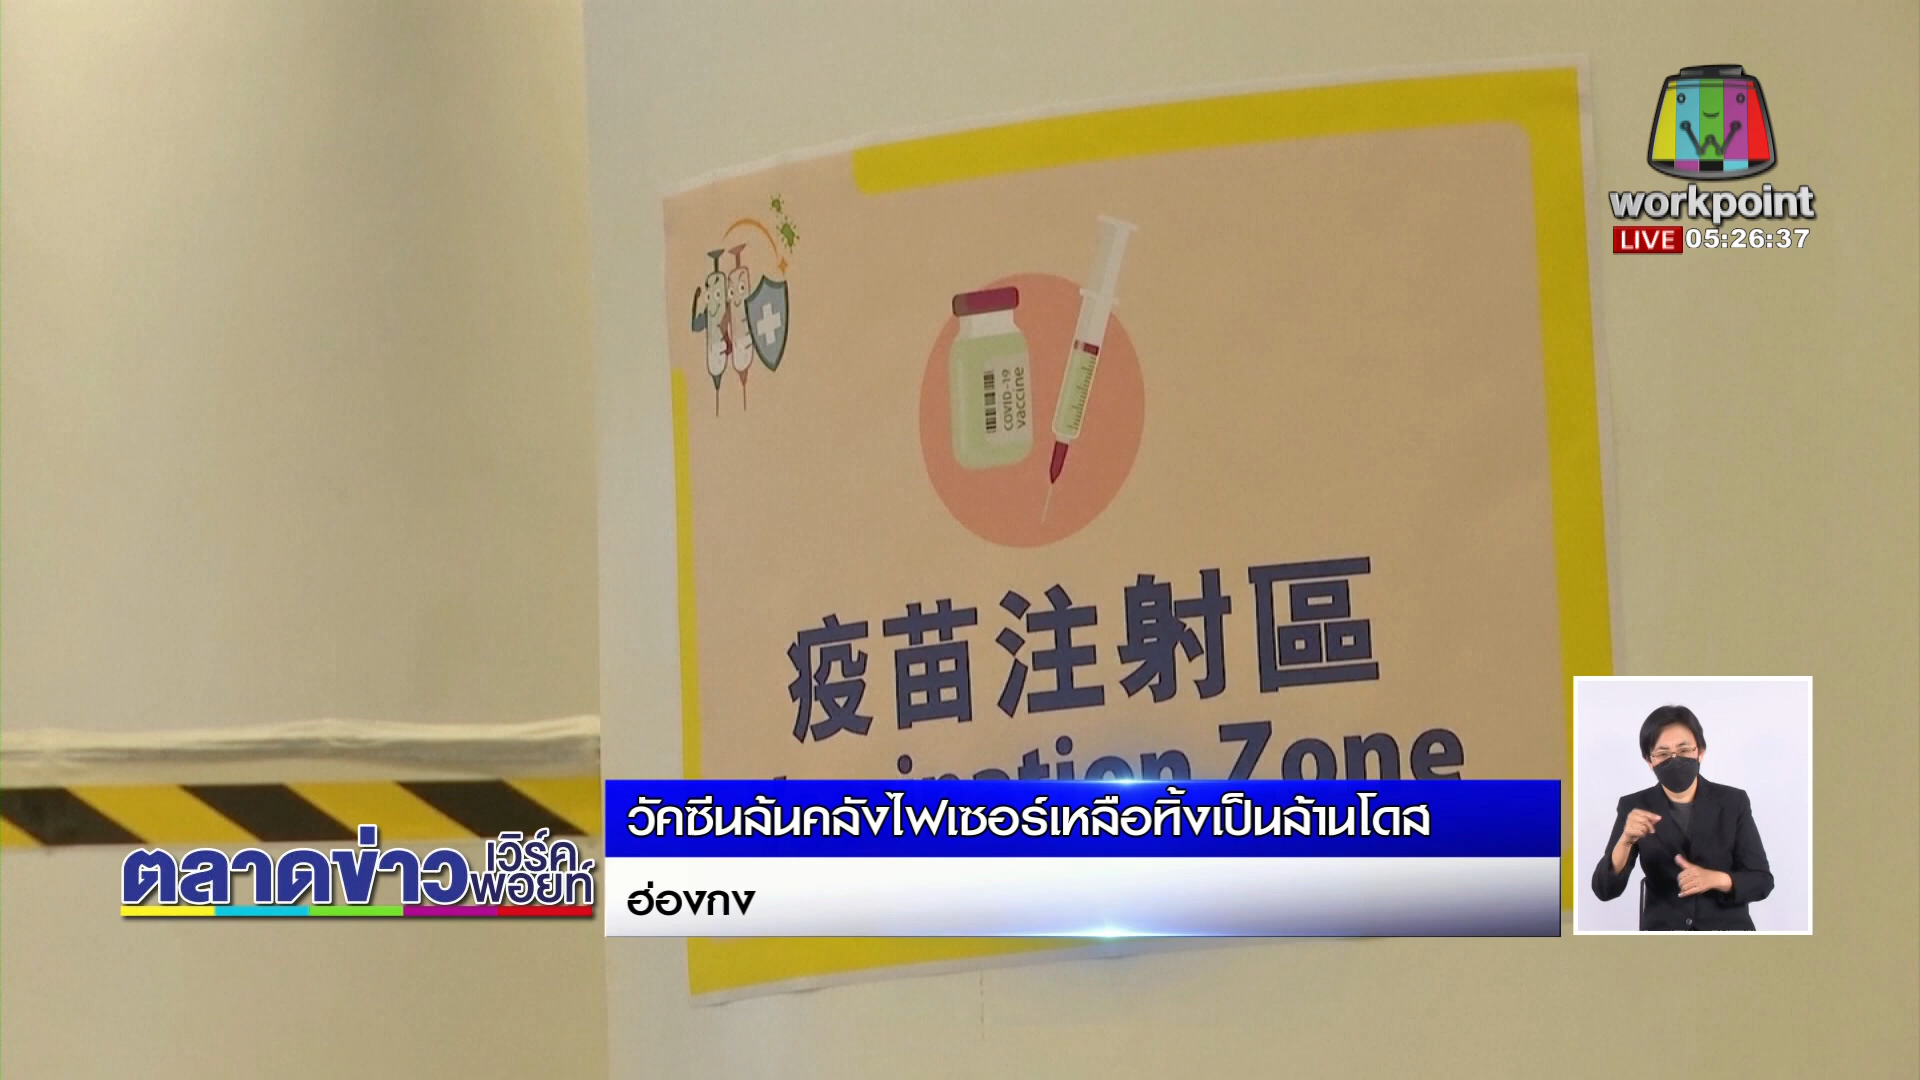 workpoint
LIVE 05:26:37
COVID-19
vaccine
疫苗注射區
Zone
วัคซีนล้นคลังไฟเซอร์เหลือทิ้งเป็นล้านโดส
ฮ่องกง
ตลาดข่าวเวิร์คพอยท์